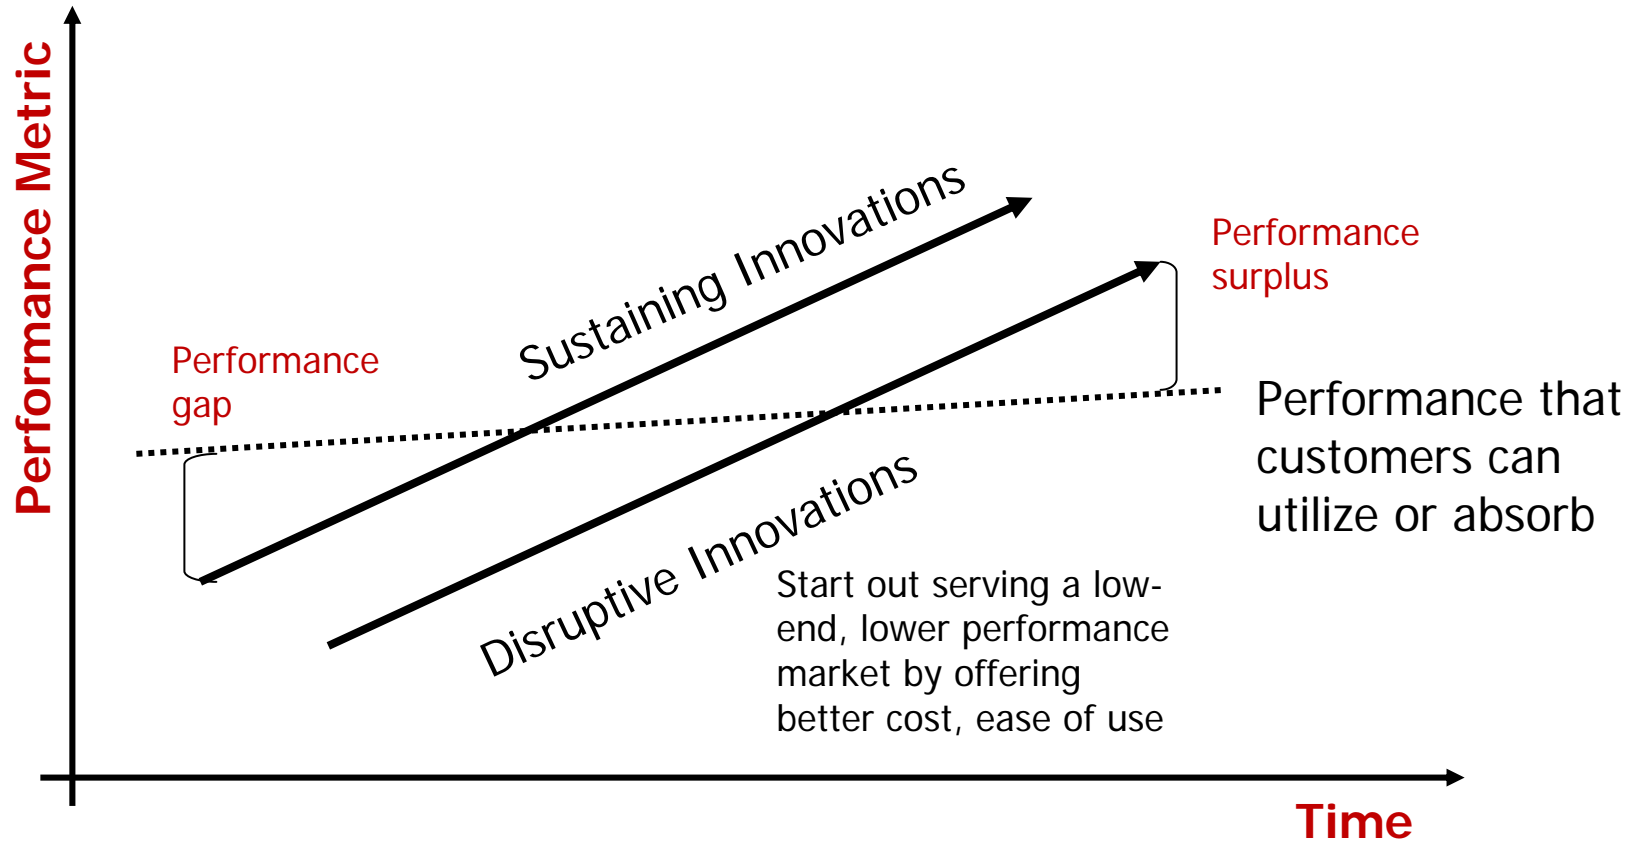 Performance Metric
Sustaining Innovations
Performance
surplus
Performance
gap
Performance that
customers can
utilize or absorb
Disruptive Innovations
Start out serving a low-
end, lower performance
market by offering
better cost, ease of use
Time